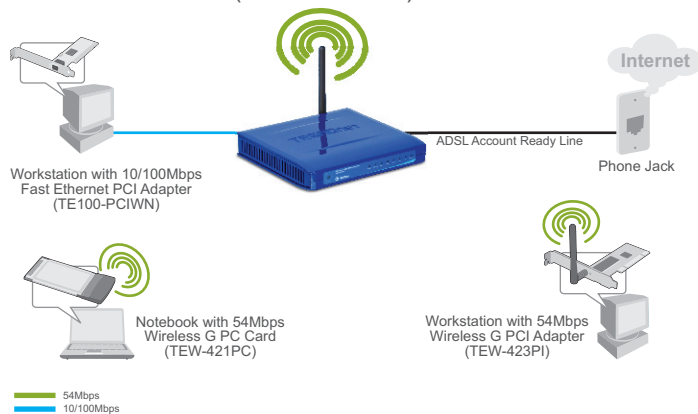 Internet
TRENDNET
ADSL Account Ready Line
Phone Jack
Workstation with 10/100Mbps
Fast Ethernet PCI Adapter
(TE100-PCIWN)
Notebook with 54Mbps
Wireless G PC Card
(TEW-421PC)
Workstation with 54Mbps
Wireless G PCI Adapter
(TEW-423PI)
54Mbps
10/100Mbps